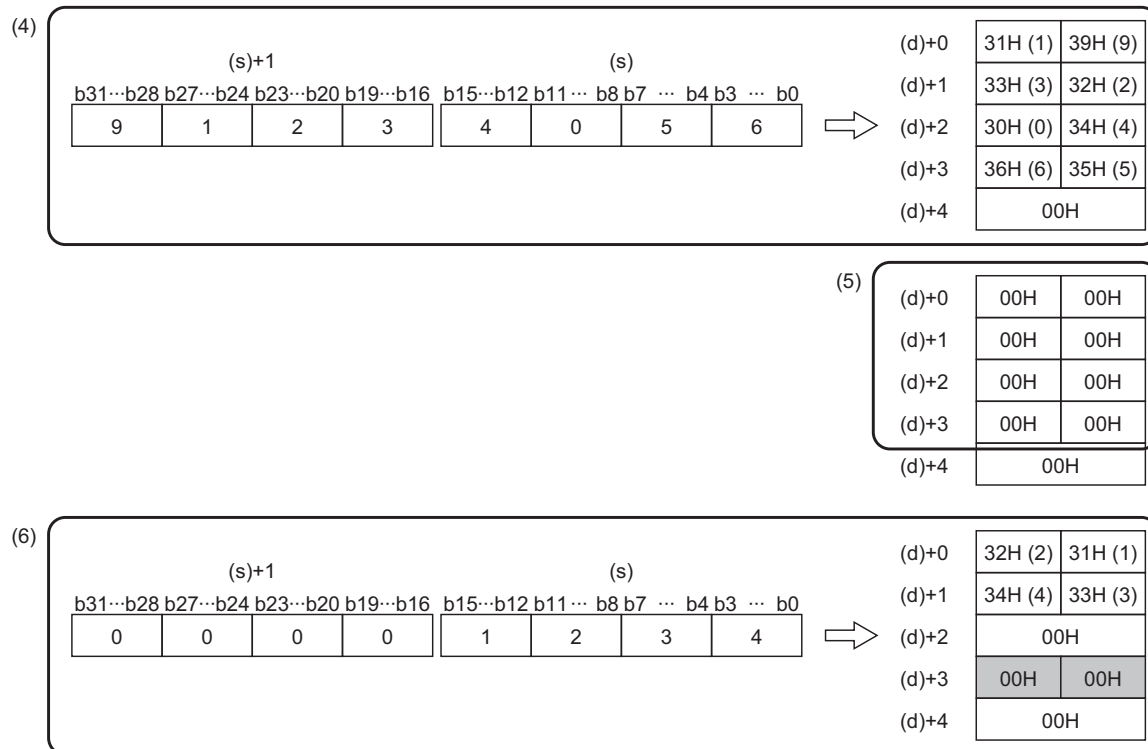 (4)
(s)+1 (s)
b31···b28 b27···b24 b23···b20 b19···b16 b15···b12 b11 ··· b8 b7 ··· b4 b3 ··· b0
9 1 2 3 4 0 5 6
(d)+0 31H (1) 39H (9)
(d)+1 33H (3) 32H (2)
(d)+2 30H (0) 34H (4)
(d)+3 36H (6) 35H (5)
(d)+4 00H
(5)
(d)+0 00H 00H
(d)+1 00H 00H
(d)+2 00H 00H
(d)+3 00H 00H
(d)+4 00H
(6)
(s)+1 (s)
b31···b28 b27···b24 b23···b20 b19···b16 b15···b12 b11 ··· b8 b7 ··· b4 b3 ··· b0
0 0 0 0 1 2 3 4
(d)+0 32H (2) 31H (1)
(d)+1 34H (4) 33H (3)
(d)+2 00H
(d)+3 00H 00H
(d)+4 00H